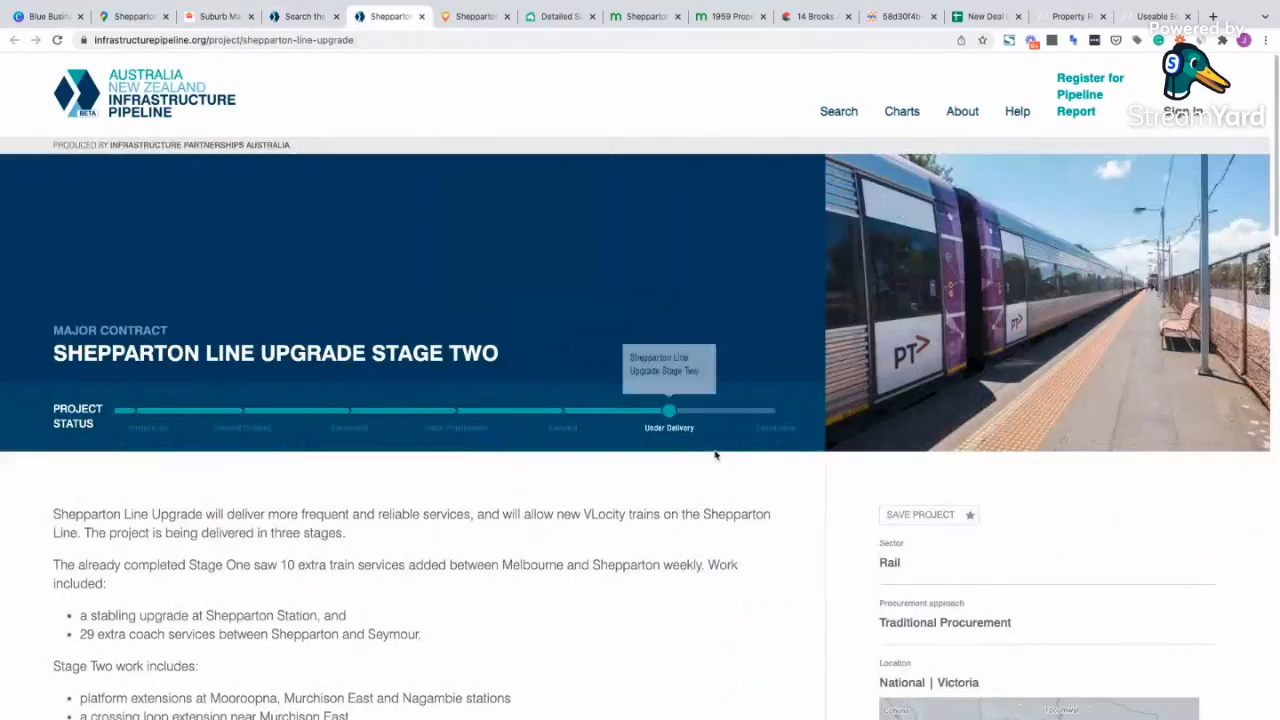 Blue Busin
Shepparto
Suburb Ma
Search the
Shepparto
Shepparto
Detailed S
Shepparto
1959 Prope
14 Brooks
58d30f4b-
New Deal
Property R
Useable Eq
infrastructurepipeline.org/project/shepparton-line-upgrade
Powered by
StreamYard
AUSTRALIA
NEW ZEALAND
INFRASTRUCTURE
PIPELINE
BETA
Search
Charts
About
Help
Register for
Pipeline
Report
Sign in
PRODUCED BY INFRASTRUCTURE PARTNERSHIPS AUSTRALIA
MAJOR CONTRACT
SHEPPARTON LINE UPGRADE STAGE TWO
Shepparton Line
Upgrade Stage Two
PROJECT
STATUS
Under Delivery
PT
PT
Shepparton Line Upgrade will deliver more frequent and reliable services, and will allow new VLocity trains on the Shepparton
Line. The project is being delivered in three stages.
The already completed Stage One saw 10 extra train services added between Melbourne and Shepparton weekly. Work
included:
a stabling upgrade at Shepparton Station, and
29 extra coach services between Shepparton and Seymour.
Stage Two work includes:
platform extensions at Mooroopna, Murchison East and Nagambie stations
a crossing loop extension near Murchison East
SAVE PROJECT
Sector
Rail
Procurement approach
Traditional Procurement
Location
National | Victoria
Tocumwal